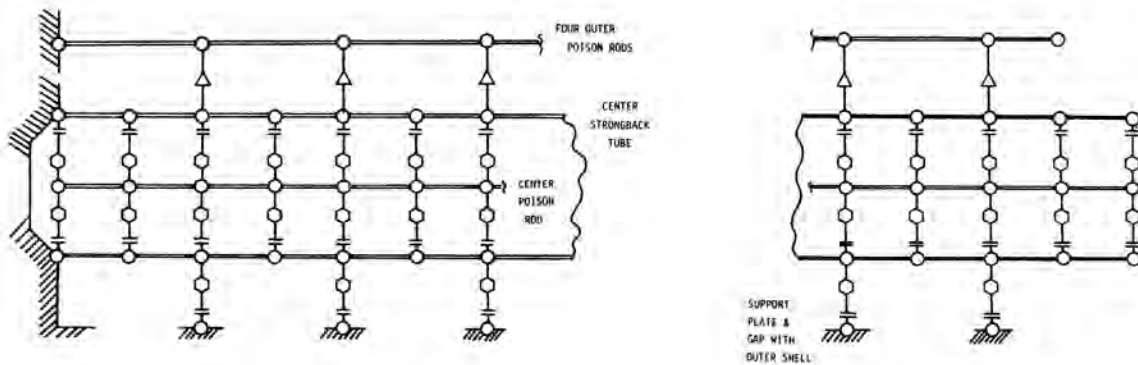 FOUR OUTER
POISON RODS
CENTER
STRONGBACK
TUBE
CENTER
POISON
ROD
SUPPORT
PLATE &
GAP WITH
OUTER SHELL